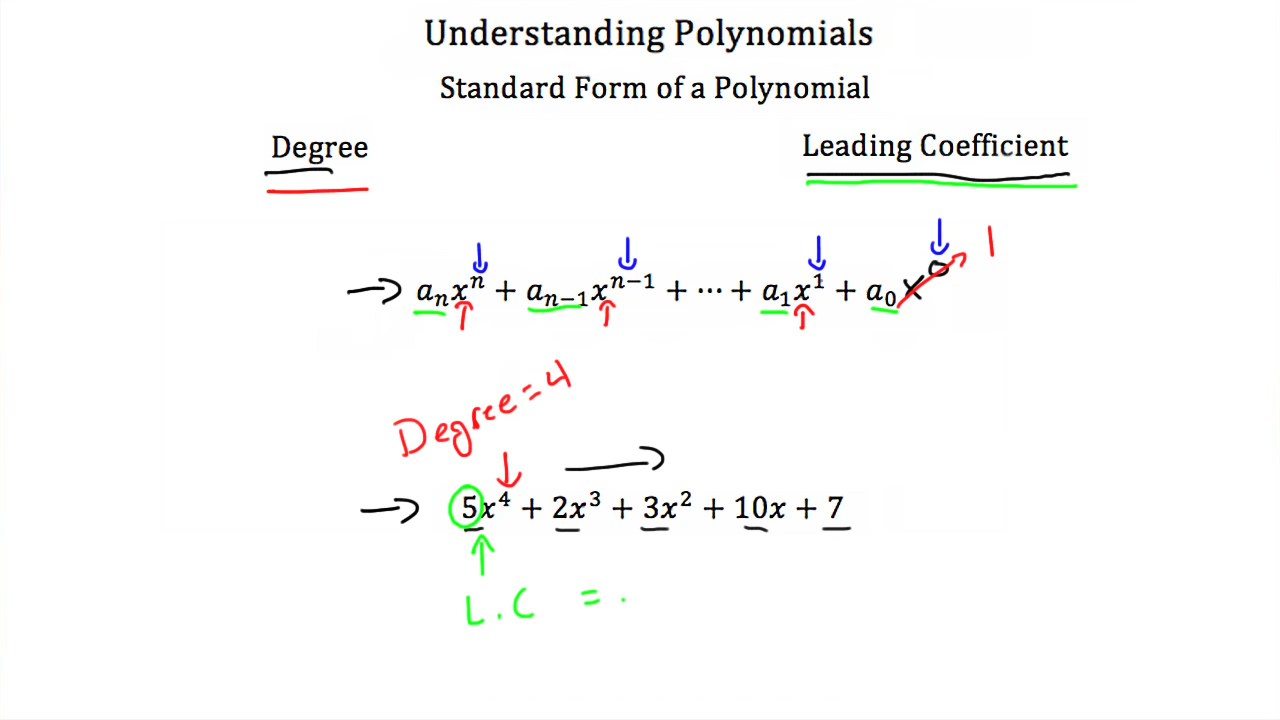 Understanding Polynomials
Standard Form of a Polynomial
Degree
Leading Coefficient
1
→ aₙxⁿ + aₙ₋₁xⁿ⁻¹ + ⋯ + a₁x¹ + a₀x⁰
Degree = 4
→ 5x⁴ + 2x³ + 3x² + 10x + 7
L.C = .